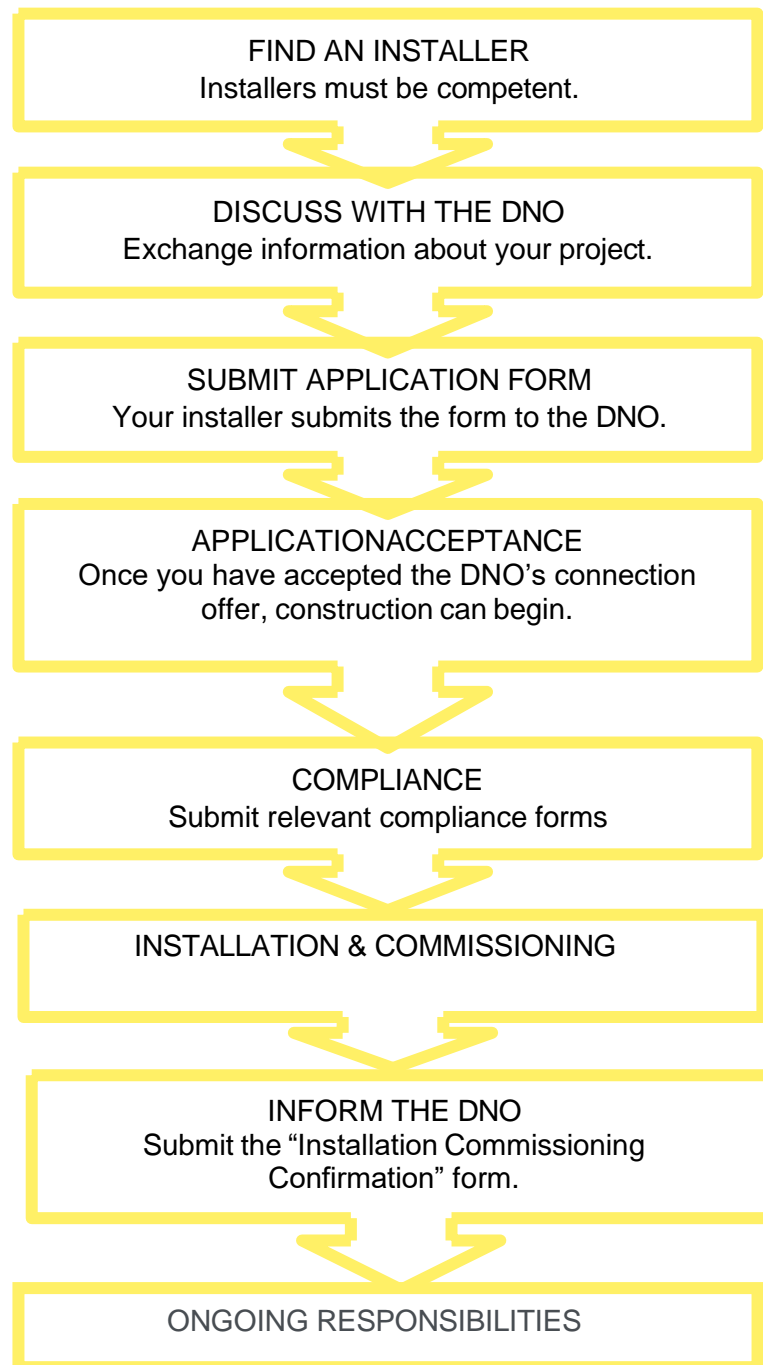 FIND AN INSTALLER
Installers must be competent.
DISCUSS WITH THE DNO
Exchange information about your project.
SUBMIT APPLICATION FORM
Your installer submits the form to the DNO.
APPLICATIONACCEPTANCE
Once you have accepted the DNO’s connection
offer, construction can begin.
COMPLIANCE
Submit relevant compliance forms
INSTALLATION & COMMISSIONING
INFORM THE DNO
Submit the “Installation Commissioning
Confirmation” form.
ONGOING RESPONSIBILITIES